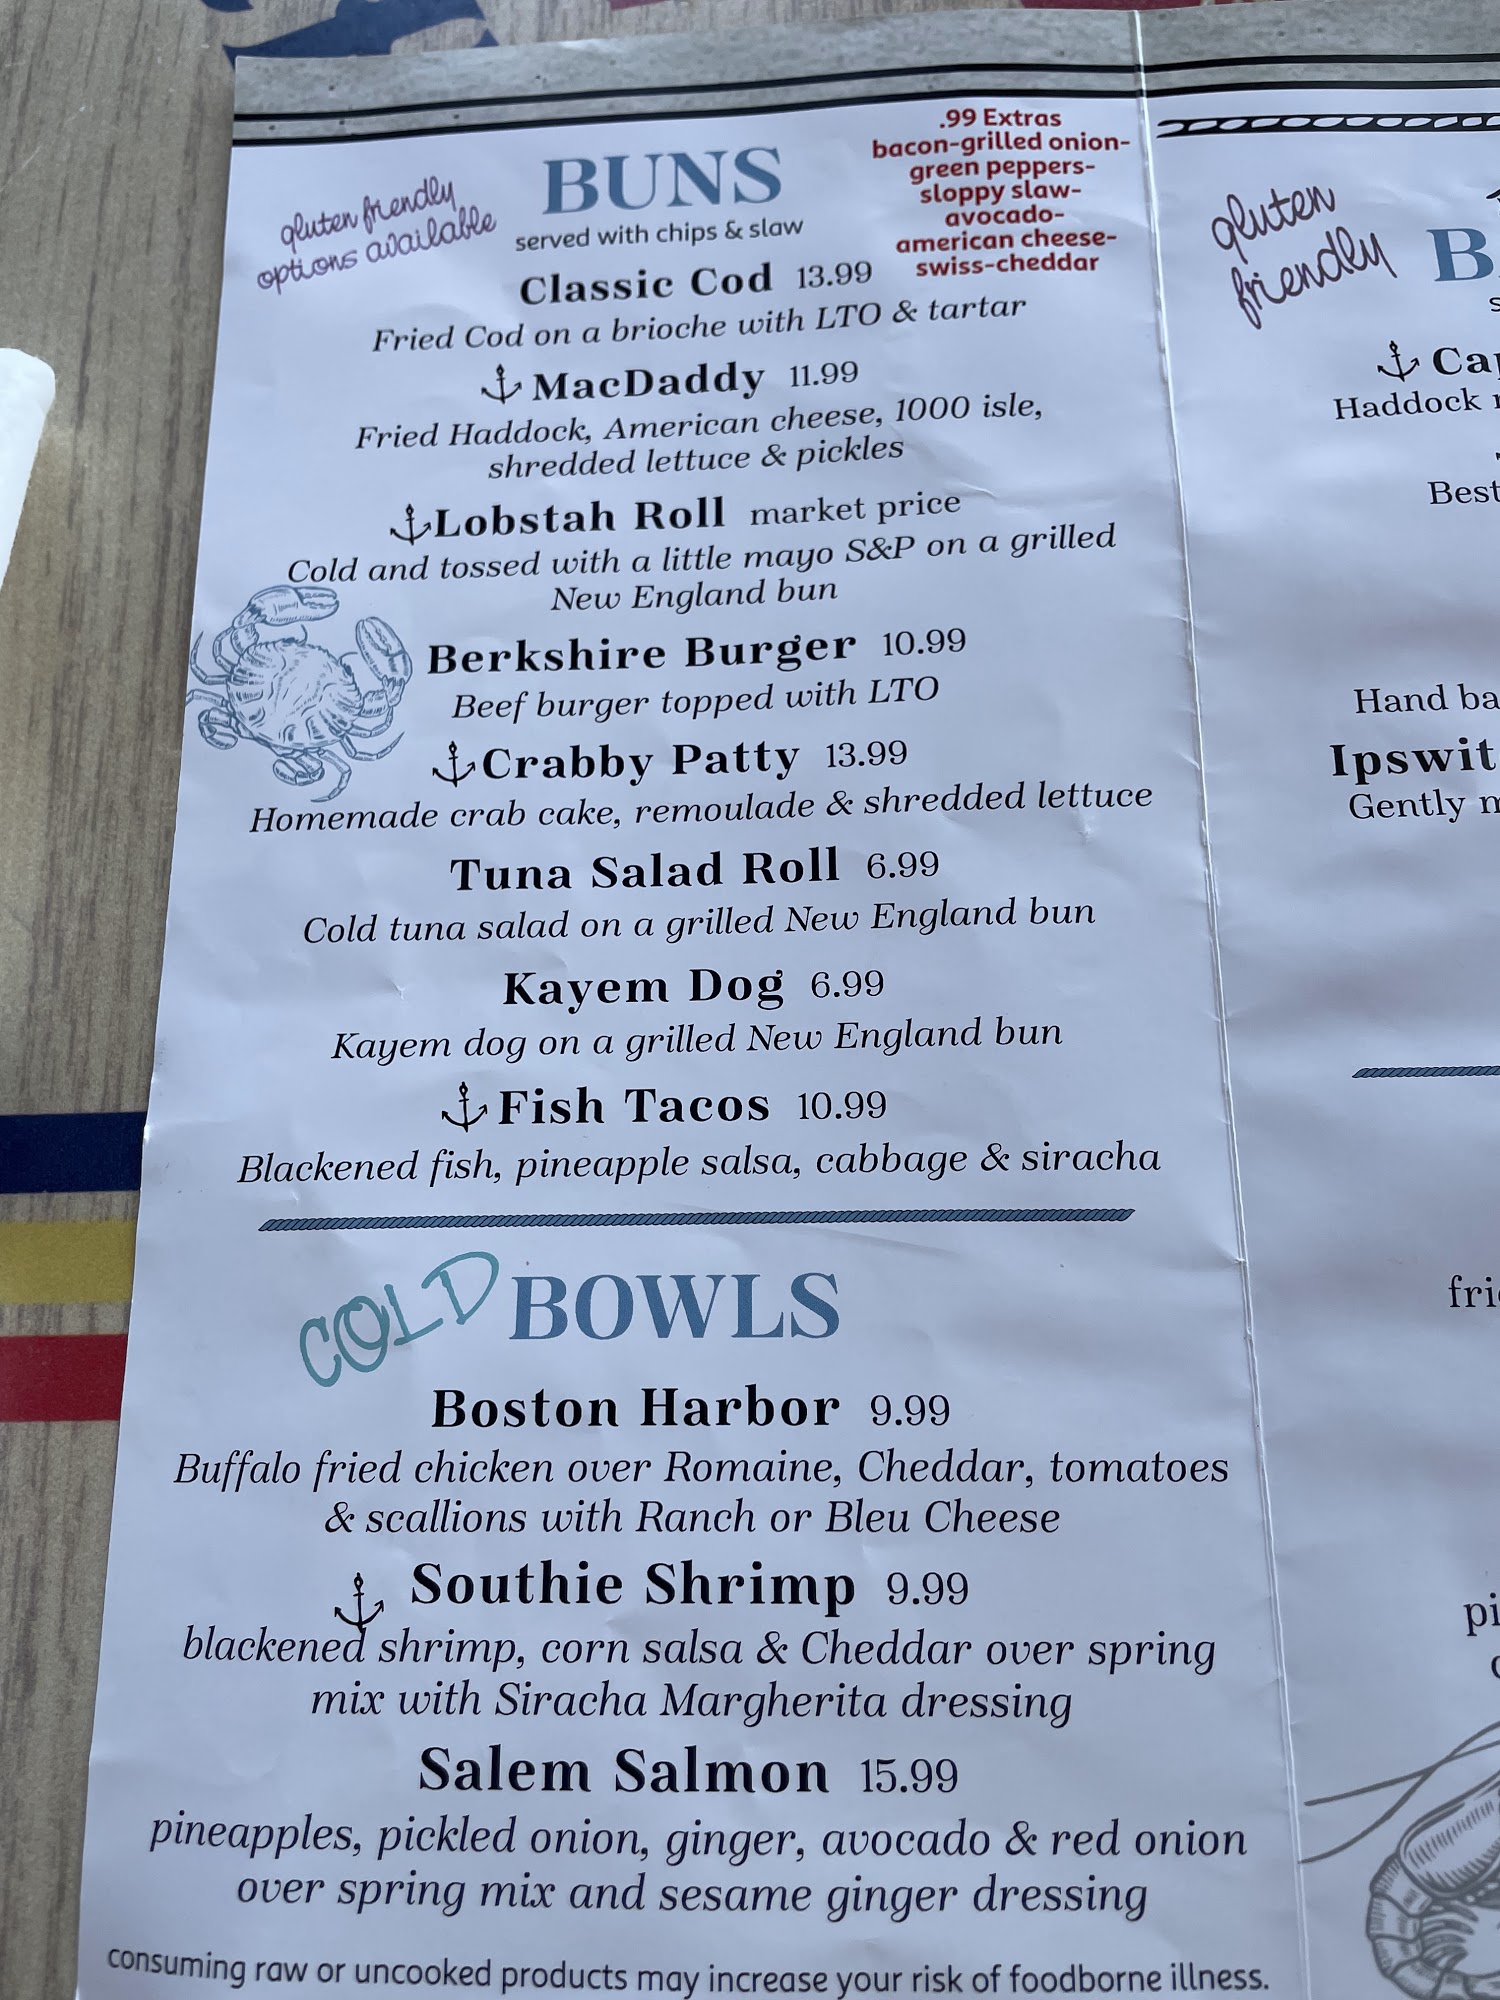 .99 Extras
bacon-grilled onion-
green peppers-
sloppy slaw-
avocado-
american cheese-
swiss-cheddar
gluten friendly
options available
BUNS
served with chips & slaw
Classic Cod 13.99
Fried Cod on a brioche with LTO & tartar
MacDaddy 11.99
Fried Haddock, American cheese, 1000 isle,
shredded lettuce & pickles
Lobstah Roll market price
Cold and tossed with a little mayo S&P on a grilled
New England bun
Berkshire Burger 10.99
Beef burger topped with LTO
Crabby Patty 13.99
Homemade crab cake, remoulade & shredded lettuce
Tuna Salad Roll 6.99
Cold tuna salad on a grilled New England bun
Kayem Dog 6.99
Kayem dog on a grilled New England bun
Fish Tacos 10.99
Blackened fish, pineapple salsa, cabbage & siracha
COLD BOWLS
Boston Harbor 9.99
Buffalo fried chicken over Romaine, Cheddar, tomatoes
& scallions with Ranch or Bleu Cheese
Southie Shrimp 9.99
blackened shrimp, corn salsa & Cheddar over spring
mix with Siracha Margherita dressing
Salem Salmon 15.99
pineapples, pickled onion, ginger, avocado & red onion
over spring mix and sesame ginger dressing
consuming raw or uncooked products may increase your risk of foodborne illness.
gluten
friendly
Haddock
Best
Hand
Gently